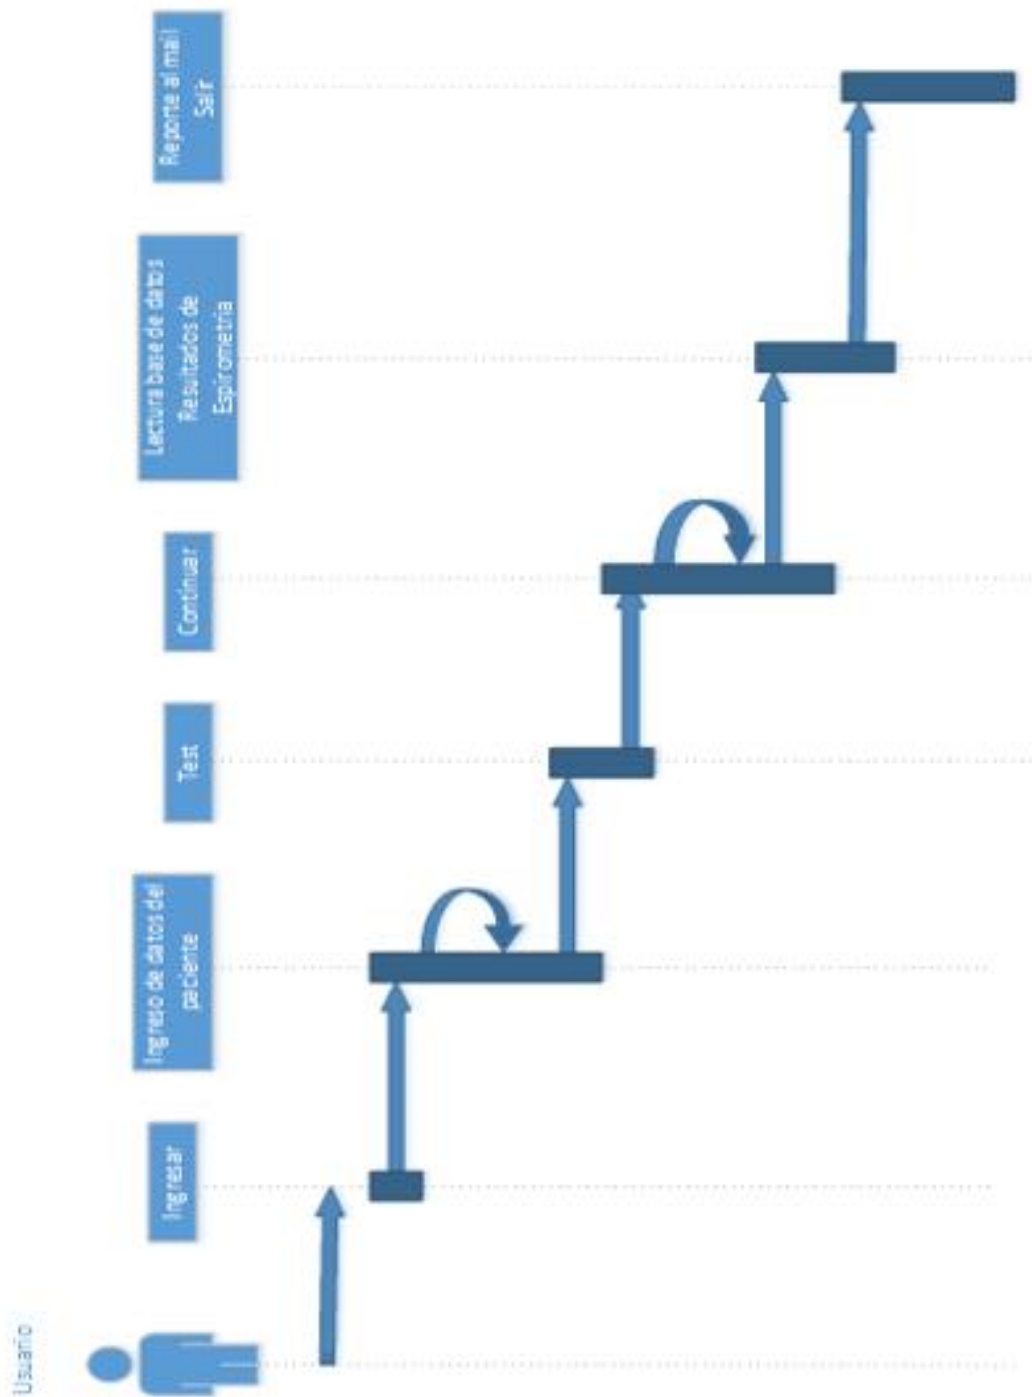 Usuario
Ingresar
Ingreso de datos del
paciente
Test
Continuar
Lectura base de datos
Resultados de
Espirometria
Reporte al mail
Salir